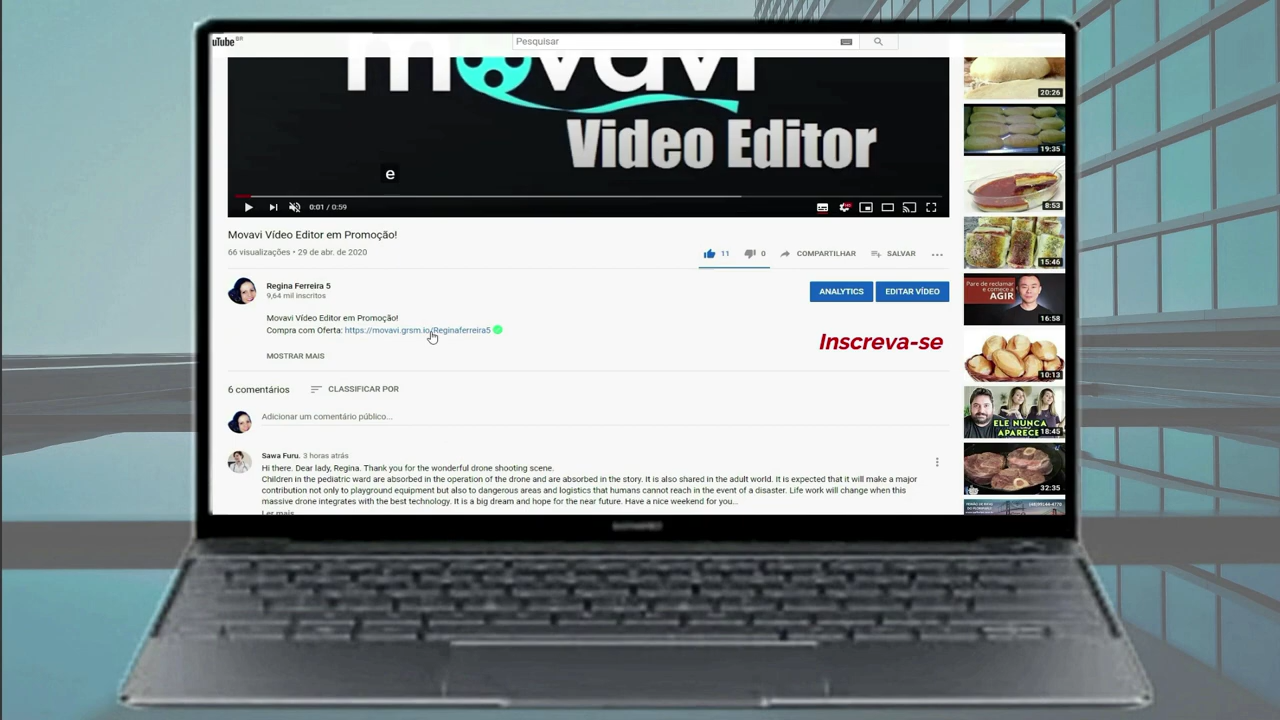 uTube BR
Pesquisar
movavi
Video Editor
e
0:01 / 0:59
Movavi Vídeo Editor em Promoção!
66 visualizações • 29 de abr. de 2020
11
0
COMPARTILHAR
SALVAR
Regina Ferreira 5
9,64 mil inscritos
ANALYTICS
EDITAR VÍDEO
Movavi Vídeo Editor em Promoção!
Compra com Oferta: https://movavi.grsm.io/Reginaferreira5
MOSTRAR MAIS
Inscreva-se
6 comentários
CLASSIFICAR POR
Adicionar um comentário público...
Sawa Furu. 3 horas atrás
Hi there. Dear lady, Regina. Thank you for the wonderful drone shooting scene.
Children in the pediatric ward are absorbed in the operation of the drone and are absorbed in the story. It is also shared in the adult world. It is expected that it will make a major
contribution not only to playground equipment but also to dangerous areas and logistics that humans cannot reach in the event of a disaster. Life work will change when this
massive drone integrates with the best technology. It is a big dream and hope for the near future. Have a nice weekend for you...
Ler mais
20:26
19:35
8:53
15:46
Pare de reclamar
e comece a
AGIR
16:58
10:13
ELE NUNCA
APARECE
18:45
32:35